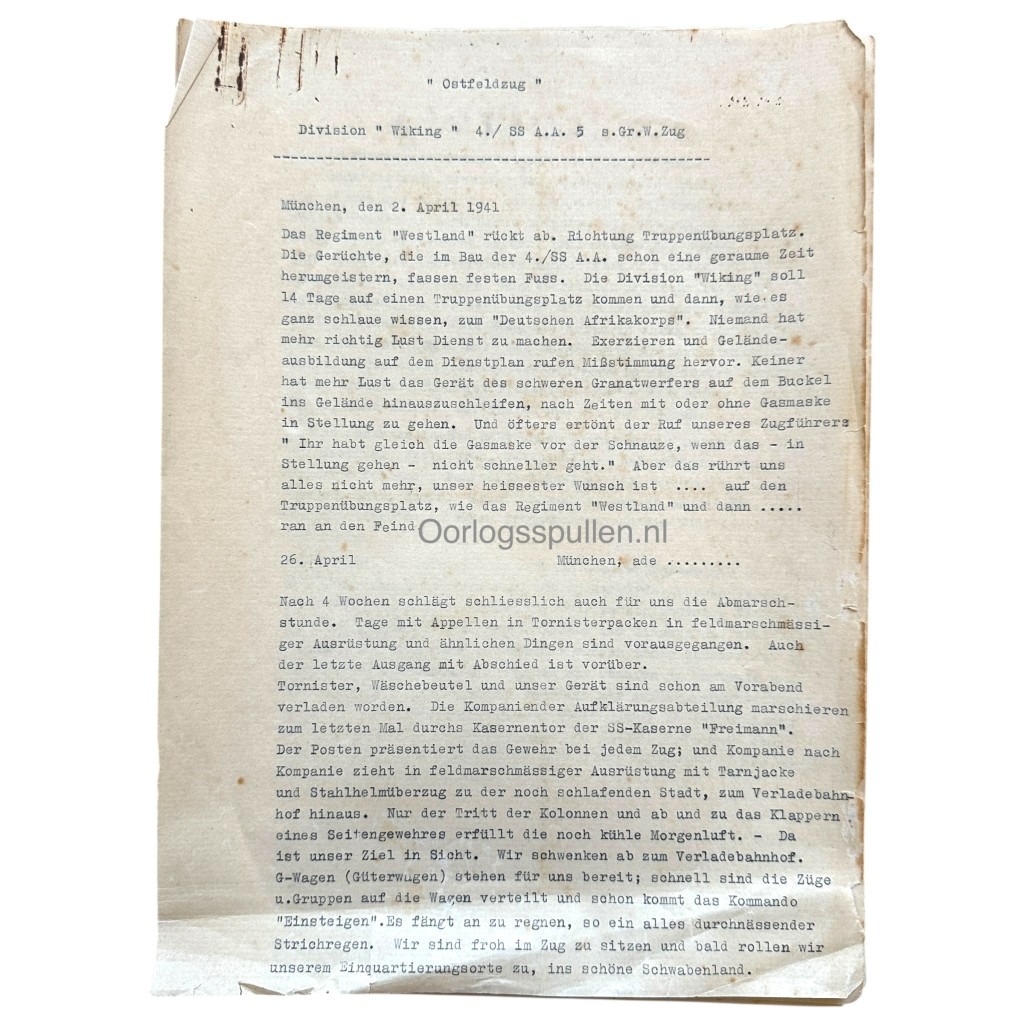 " Ostfeldzug "
Division " Wiking " 4./ SS A.A. 5 s.Gr.W.Zug
München, den 2. April 1941
Das Regiment "Westland" rückt ab. Richtung Truppenübungsplatz.
Die Gerüchte, die im Bau der 4./SS A.A. schon eine geraume Zeit
herumgeistern, fassen festen Fuss. Die Division "Wiking" soll
14 Tage auf einen Truppenübungsplatz kommen und dann, wie es
ganz schlaue wissen, zum "Deutschen Afrikakorps". Niemand hat
mehr richtig Lust Dienst zu machen. Exerzieren und Gelände-
ausbildung auf dem Dienstplan rufen Mißstimmung hervor. Keiner
hat mehr Lust das Gerät des schweren Granatwerfers auf dem Buckel
ins Gelände hinauszuschleifen, nach Zeiten mit oder ohne Gasmaske
in Stellung zu gehen. Und öfters ertönt der Ruf unseres Zugführers
" Ihr habt gleich die Gasmaske vor der Schnauze, wenn das - in
Stellung gehen - nicht schneller geht." Aber das rührt uns
alles nicht mehr, unser heissester Wunsch ist .... auf den
Truppenübungsplatz, wie das Regiment "Westland" und dann .....
ran an den Feind
Oorlogsspullen.nl
26. April München, ade .........
Nach 4 Wochen schlägt schliesslich auch für uns die Abmarsch-
stunde. Tage mit Appellen in Tornisterpacken in feldmarschmässi-
ger Ausrüstung und ähnlichen Dingen sind vorausgegangen. Auch
der letzte Ausgang mit Abschied ist vorüber.
Tornister, Wäschebeutel und unser Gerät sind schon am Vorabend
verladen worden. Die Kompaniender Aufklärungsabteilung marschieren
zum letzten Mal durchs Kasernentor der SS-Kaserne "Freimann".
Der Posten präsentiert das Gewehr bei jedem Zug; und Kompanie nach
Kompanie zieht in feldmarschmässiger Ausrüstung mit Tarnjacke
und Stahlhelmüberzug zu der noch schlafenden Stadt, zum Verladebahn-
hof hinaus. Nur der Tritt der Kolonnen und ab und zu das Klappern
eines Seitengewehres erfüllt die noch kühle Morgenluft. - Da
ist unser Ziel in Sicht. Wir schwenken ab zum Verladebahnhof.
G-Wagen (Güterwagen) stehen für uns bereit; schnell sind die Züge
u.Gruppen auf die Wagen verteilt und schon kommt das Kommando
"Einsteigen".Es fängt an zu regnen, so ein alles durchnässender
Strichregen. Wir sind froh im Zug zu sitzen und bald rollen wir
unserem Einquartierungsorte zu, ins schöne Schwabenland.